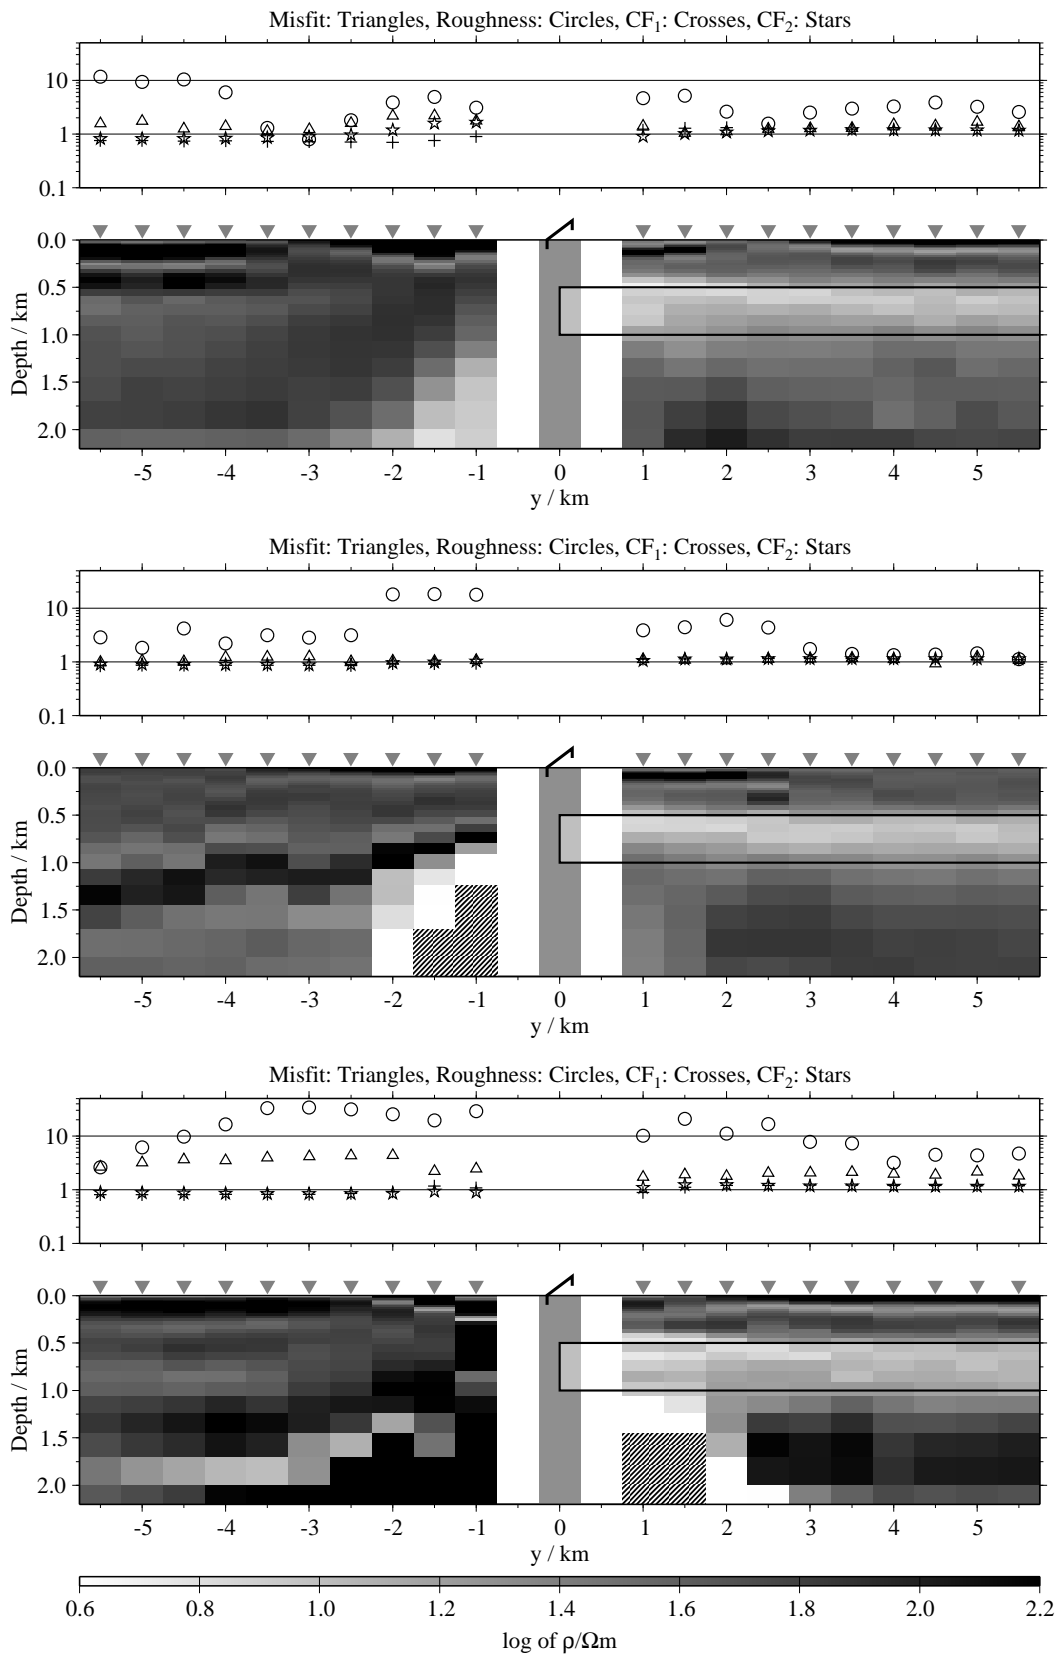 Misfit: Triangles, Roughness: Circles, CF₁: Crosses, CF₂: Stars
10
1
0.1
0.0
0.5
1.0
1.5
2.0
Depth / km
-5 -4 -3 -2 -1 0 1 2 3 4 5
y / km
Misfit: Triangles, Roughness: Circles, CF₁: Crosses, CF₂: Stars
10
1
0.1
0.0
0.5
1.0
1.5
2.0
Depth / km
-5 -4 -3 -2 -1 0 1 2 3 4 5
y / km
Misfit: Triangles, Roughness: Circles, CF₁: Crosses, CF₂: Stars
10
1
0.1
0.0
0.5
1.0
1.5
2.0
Depth / km
-5 -4 -3 -2 -1 0 1 2 3 4 5
y / km
0.6 0.8 1.0 1.2 1.4 1.6 1.8 2.0 2.2
log of ρ/Ωm